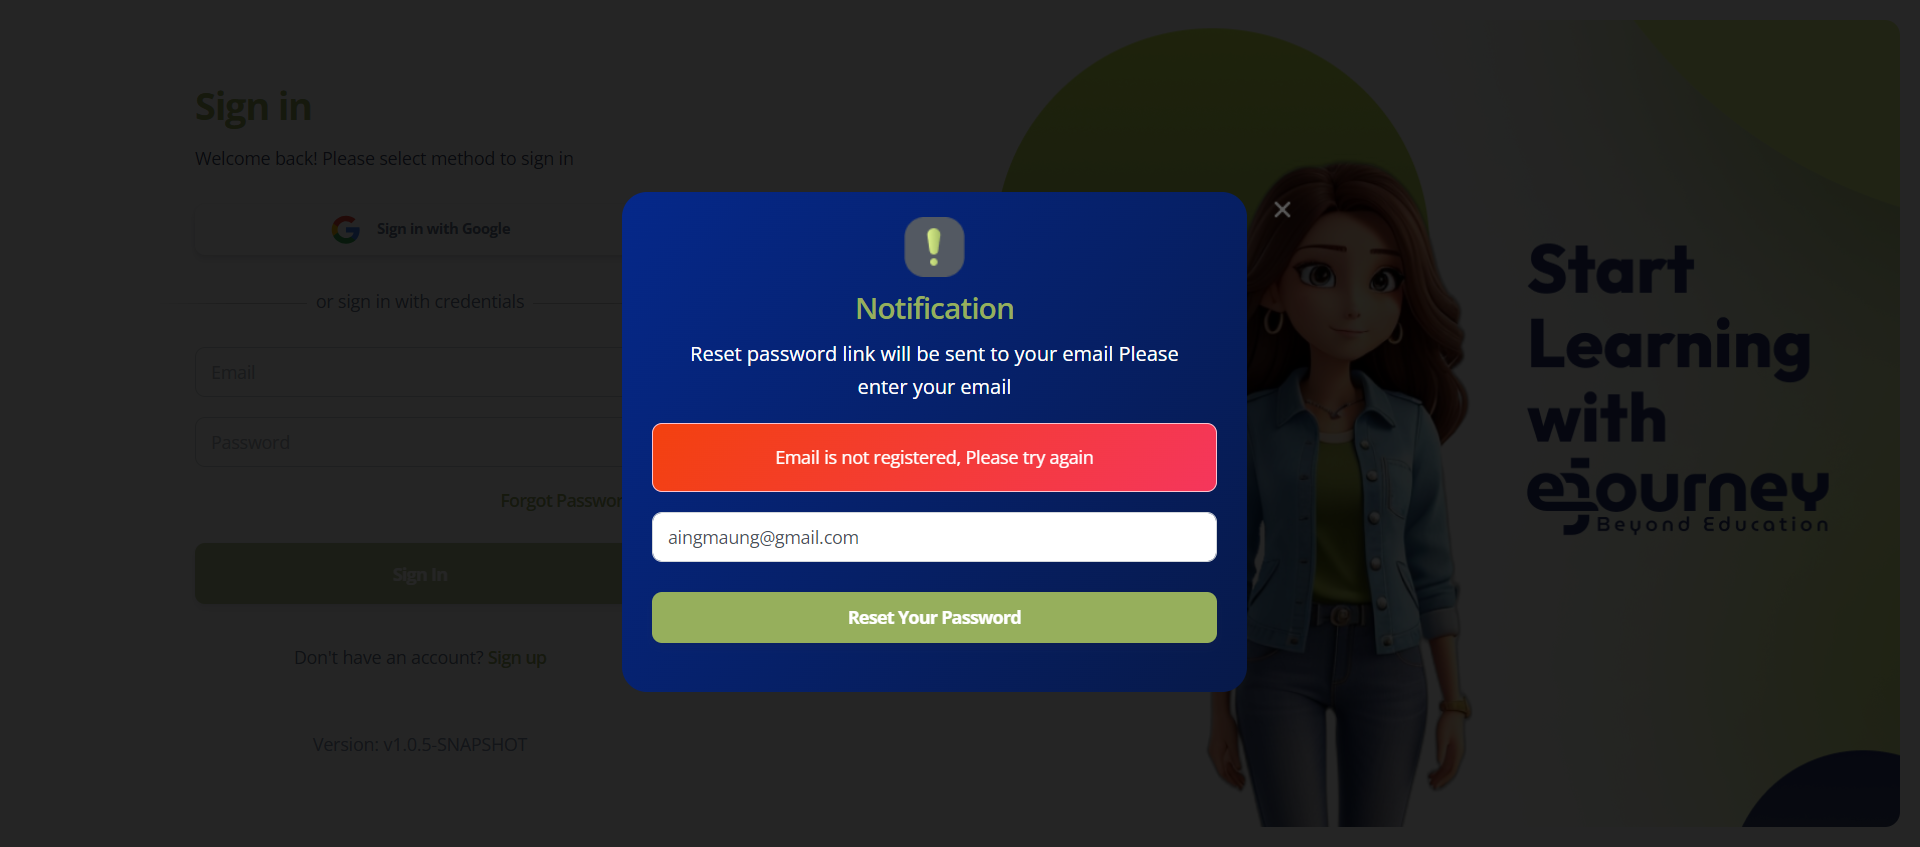 Sign in
Welcome back! Please select method to sign in
Sign in with Google
or sign in with credentials
Email
Password
Forgot Passwor
Sign In
Don't have an account? Sign up
Version: v1.0.5-SNAPSHOT
Notification
Reset password link will be sent to your email Please
enter your email
Email is not registered, Please try again
aingmaung@gmail.com
Reset Your Password
Start
Learning
with
eJourney
Beyond Education